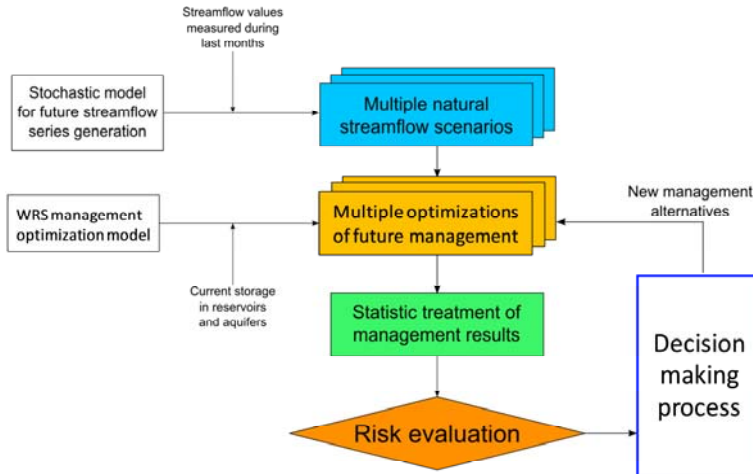 Streamflow values
measured during
last months
Stochastic model
for future streamflow
series generation
Multiple natural
streamflow scenarios
WRS management
optimization model
Multiple optimizations
of future management
New management
alternatives
Current storage
in reservoirs
and aquifers
Statistic treatment of
management results
Decision
making
process
Risk evaluation